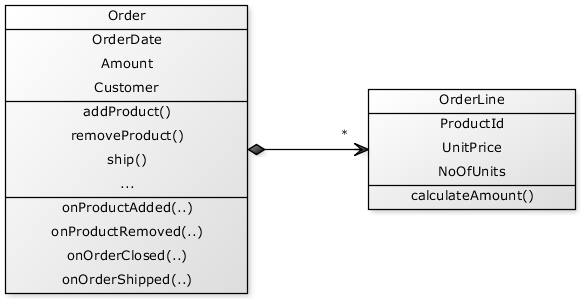 Order
OrderDate
Amount
Customer
addProduct()
removeProduct()
ship()
...
onProductAdded(..)
onProductRemoved(..)
onOrderClosed(..)
onOrderShipped(..)
*
OrderLine
ProductId
UnitPrice
NoOfUnits
calculateAmount()